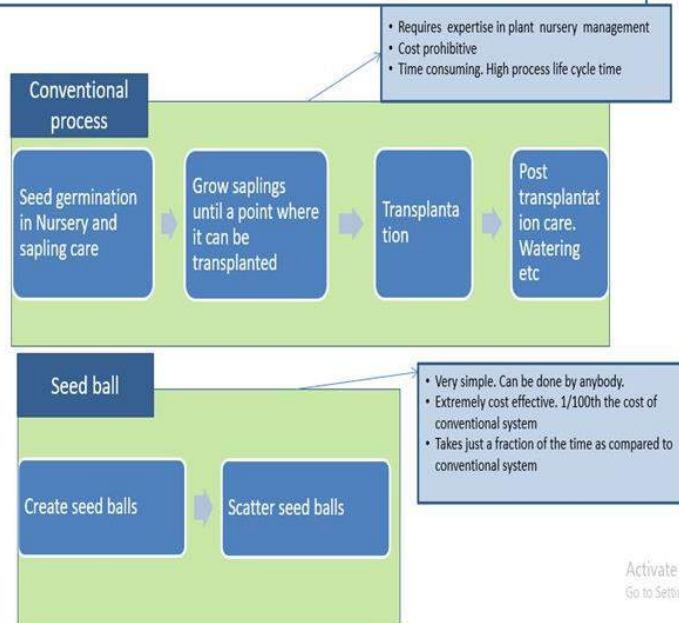 • Requires expertise in plant nursery management
• Cost prohibitive
• Time consuming. High process life cycle time
Conventional
process
Seed germination
in Nursery and
sapling care
Grow saplings
until a point where
it can be
transplanted
Transplanta
tion
Post
transplantat
ion care.
Watering
etc
Seed ball
• Very simple. Can be done by anybody.
• Extremely cost effective. 1/100th the cost of
conventional system
• Takes just a fraction of the time as compared to
conventional system
Create seed balls
Scatter seed balls
Activate
Go to